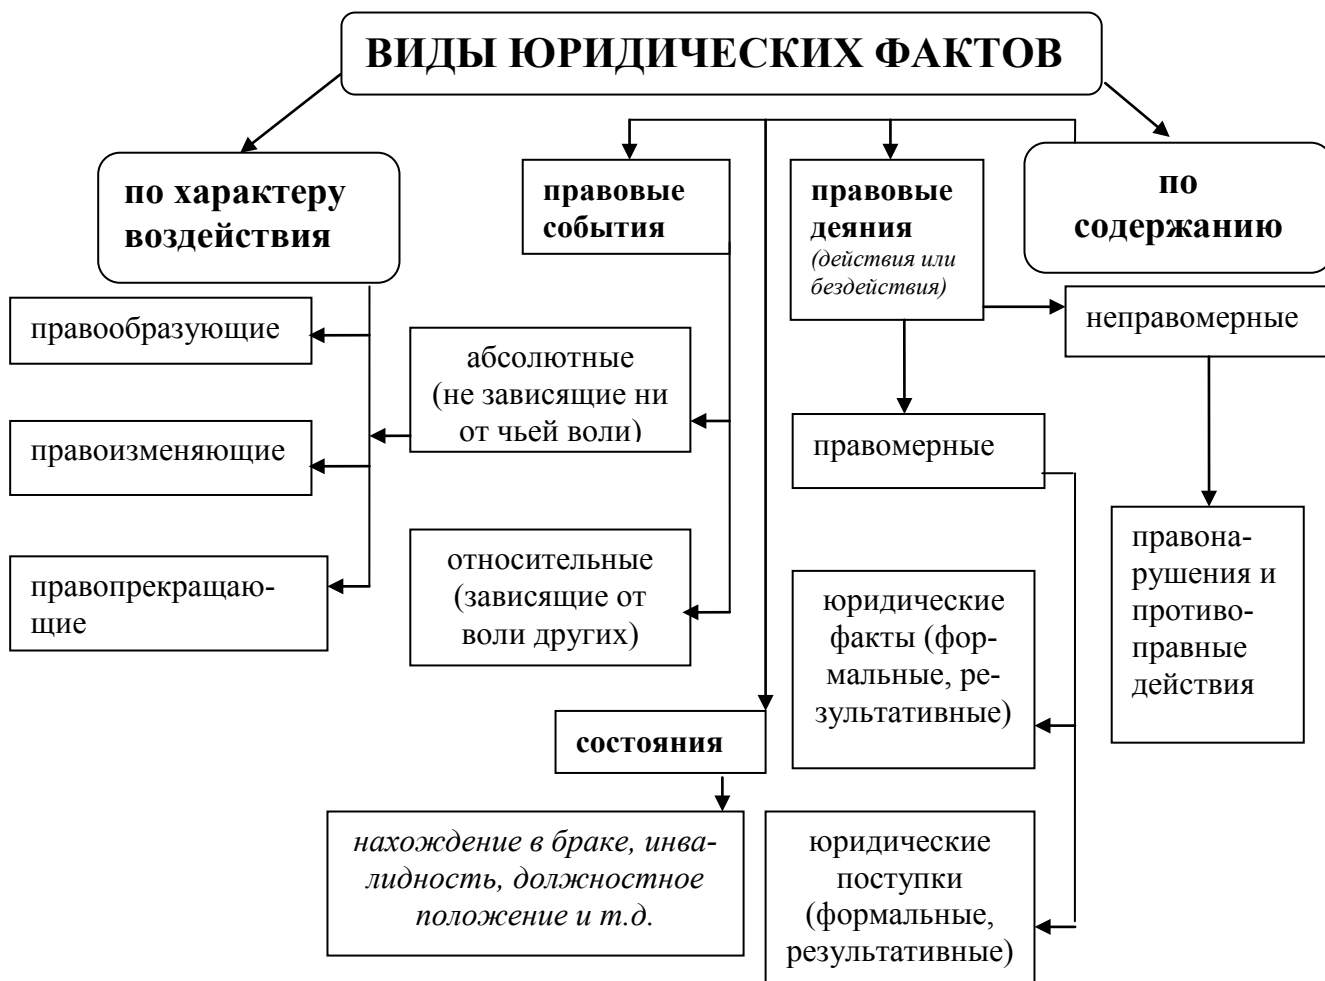 ВИДЫ ЮРИДИЧЕСКИХ ФАКТОВ
по характеру
воздействия
правовые
события
правовые
деяния
(действия или
бездействия)
по
содержанию
правообразующие
неправомерные
абсолютные
(не зависящие ни
от чьей воли)
правоизменяющие
правомерные
относительные
(зависящие от
воли других)
правопрекращаю-
щие
юридические
факты (фор-
мальные, ре-
зультативные)
правона-
рушения и
противо-
правные
действия
состояния
нахождение в браке, инва-
лидность, должностное
положение и т.д.
юридические
поступки
(формальные,
результативные)